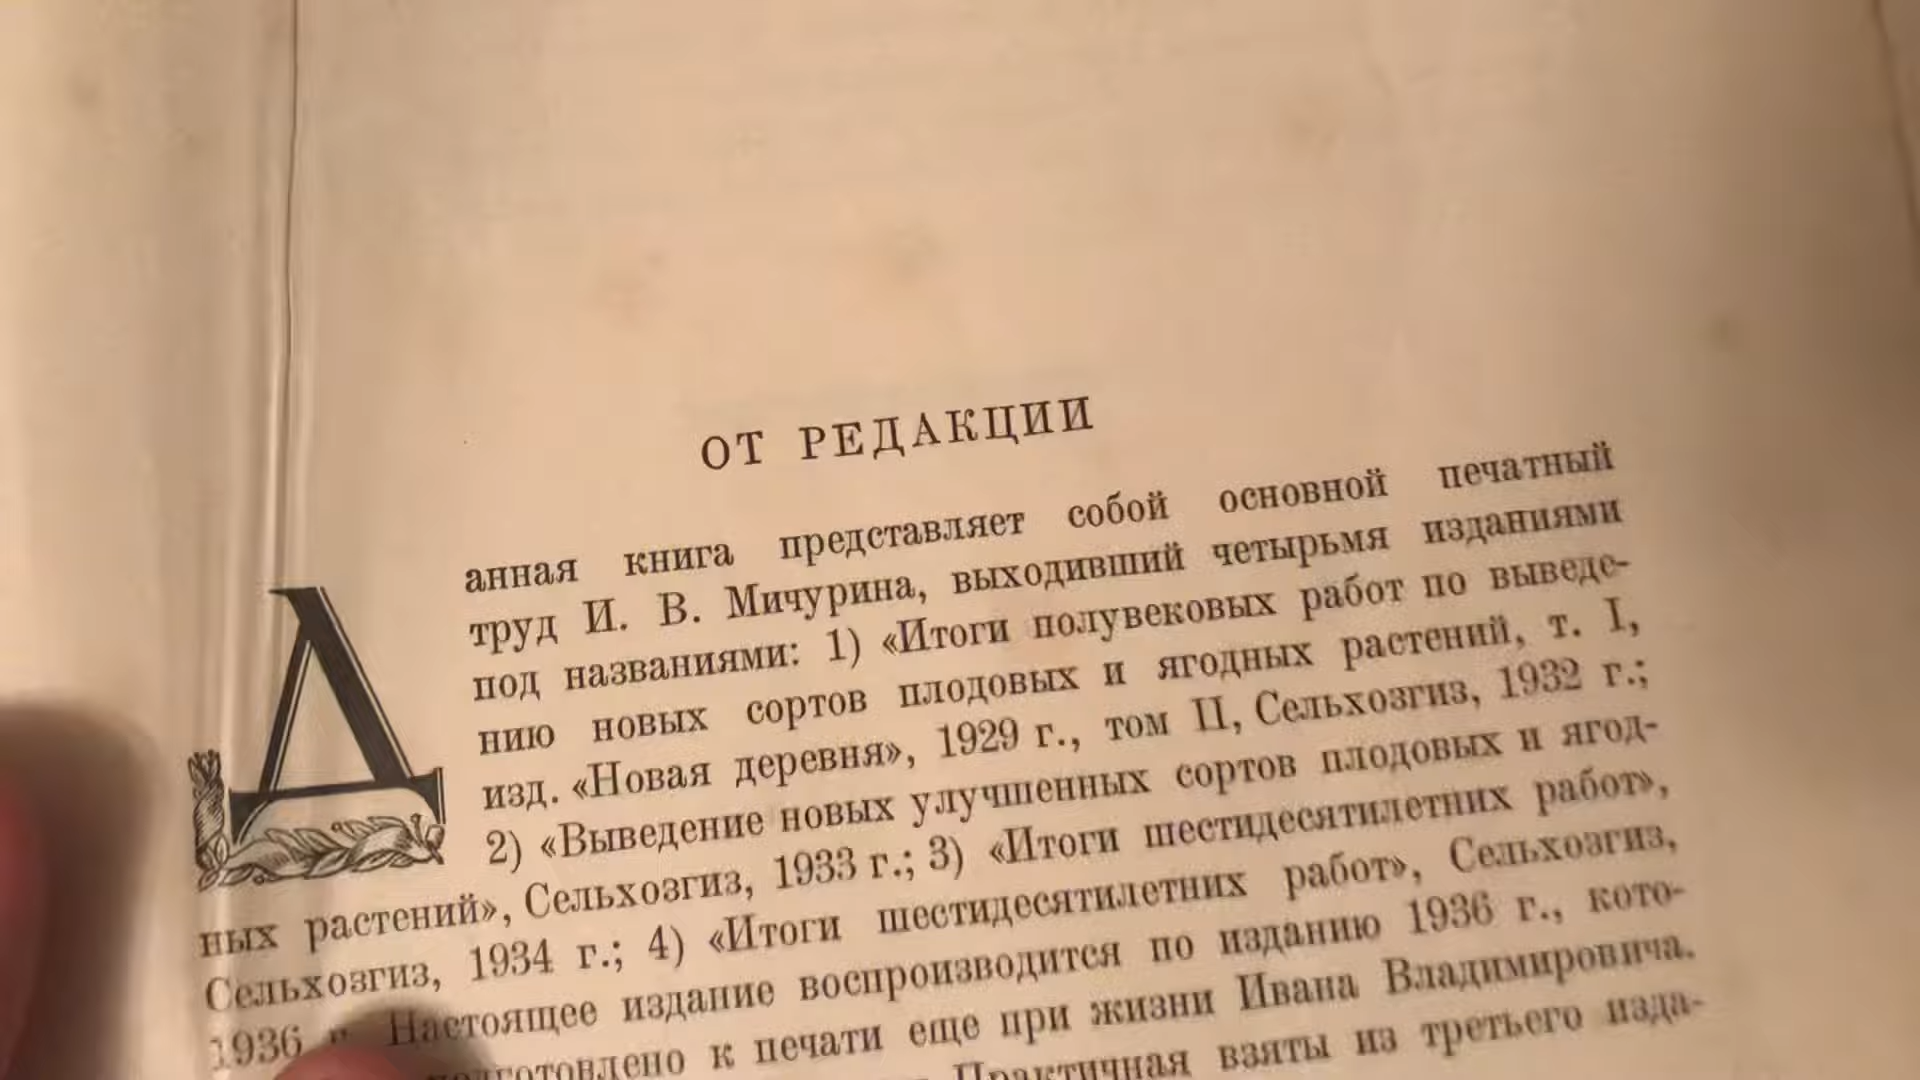 ОТ РЕДАКЦИИ
Данная книга представляет собой основной печатный
труд И. В. Мичурина, выходивший четырьмя изданиями
под названиями: 1) «Итоги полувековых работ по выведе-
нию новых сортов плодовых и ягодных растений, т. I,
изд. «Новая деревня», 1929 г., том II, Сельхозгиз, 1932 г.;
2) «Выведение новых улучшенных сортов плодовых и ягод-
ных растений», Сельхозгиз, 1933 г.; 3) «Итоги шестидесятилетних работ»,
Сельхозгиз, 1934 г.; 4) «Итоги шестидесятилетних работ», Сельхозгиз,
1936 г. Настоящее издание воспроизводится по изданию 1936 г., кото-
подготовлено к печати еще при жизни Ивана Владимировича.
Практичная взяты из третьего изда-